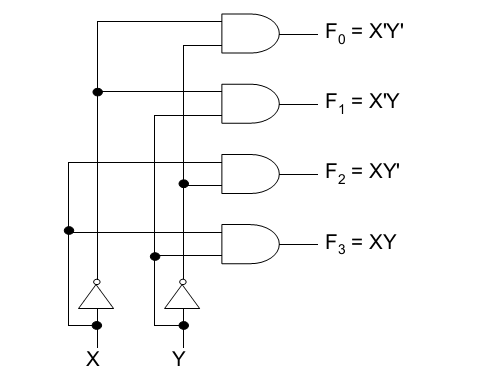 F₀ = X'Y'
F₁ = X'Y
F₂ = XY'
F₃ = XY
X Y